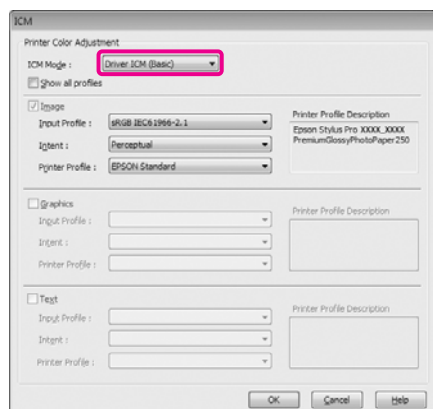 ICM
Printer Color Adjustment
ICM Mode : Driver ICM (Basic)
Show all profiles
Image
Input Profile : sRGB IEC61966-2.1
Intent : Perceptual
Printer Profile : EPSON Standard
Printer Profile Description
Epson Stylus Pro XXXX_XXXX
PremiumGlossyPhotoPaper250
Graphics
Input Profile :
Intent :
Printer Profile :
Printer Profile Description
Text
Input Profile :
Intent :
Printer Profile :
Printer Profile Description
OK Cancel Help